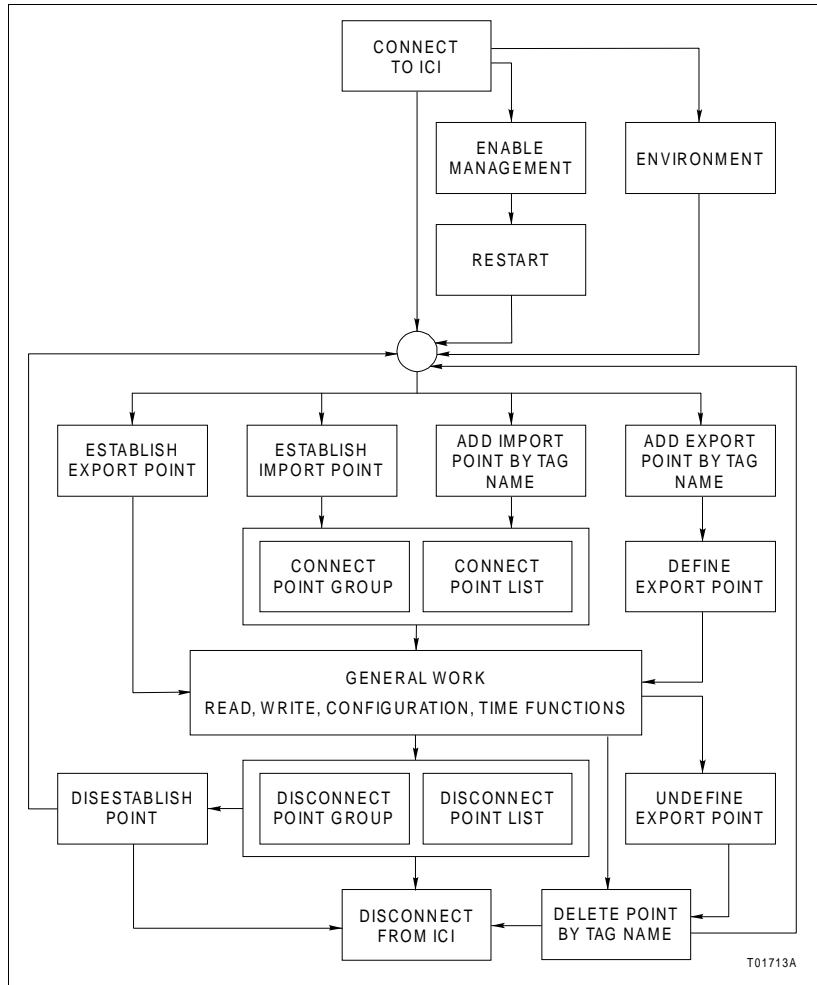 CONNECT
TO ICI
ENABLE
MANAGEMENT
ENVIRONMENT
RESTART
ESTABLISH
EXPORT POINT
ESTABLISH
IMPORT POINT
ADD IMPORT
POINT BY TAG
NAME
ADD EXPORT
POINT BY TAG
NAME
CONNECT
POINT GROUP
CONNECT
POINT LIST
DEFINE
EXPORT POINT
GENERAL WORK
READ, WRITE, CONFIGURATION, TIME FUNCTIONS
DISESTABLISH
POINT
DISCONNECT
POINT GROUP
DISCONNECT
POINT LIST
UNDEFINE
EXPORT POINT
DISCONNECT
FROM ICI
DELETE POINT
BY TAG NAME
T01713A